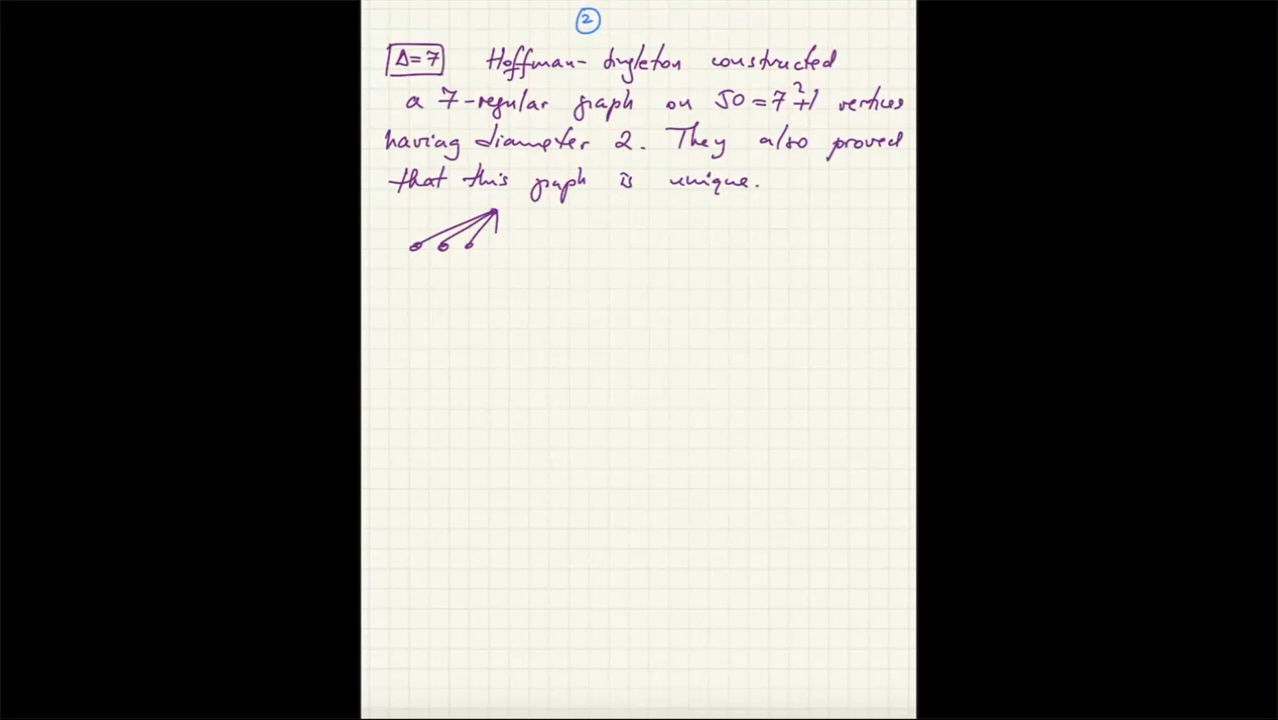 2
Δ=7 Hoffman-Singleton constructed
a 7-regular graph on 50=7²+1 vertices
having diameter 2. They also proved
that this graph is unique.